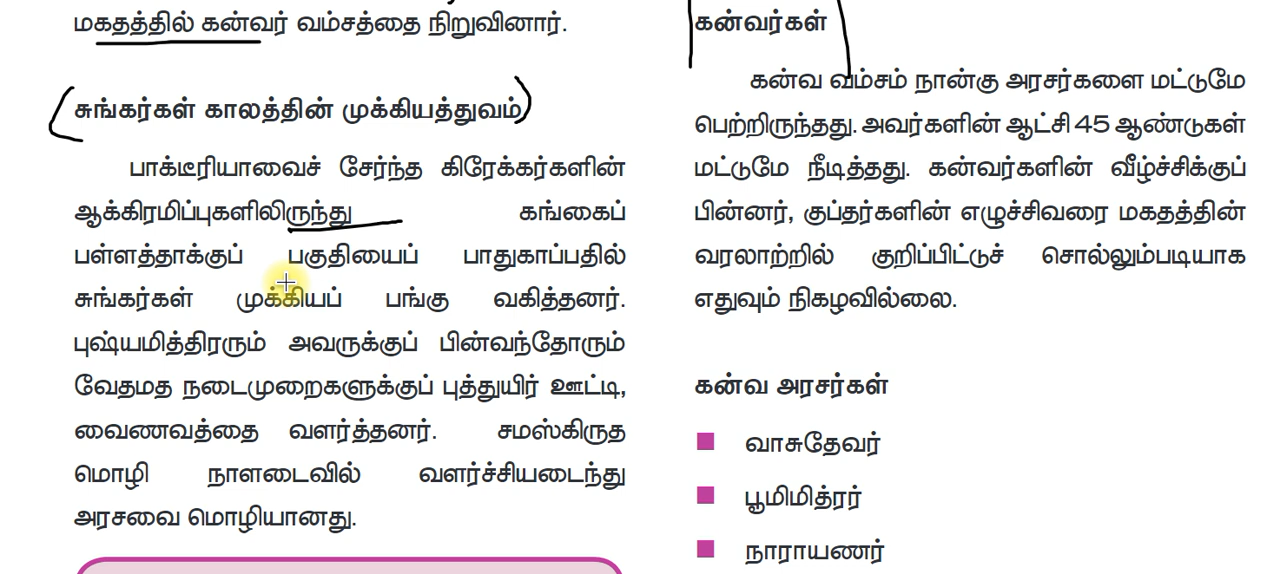 மகதத்தில் கன்வர் வம்சத்தை நிறுவினார்.
சுங்கர்கள் காலத்தின் முக்கியத்துவம்
பாக்டீரியாவைச் சேர்ந்த கிரேக்கர்களின்
ஆக்கிரமிப்புகளிலிருந்து கங்கைப்
பள்ளத்தாக்குப் பகுதியைப் பாதுகாப்பதில்
சுங்கர்கள் முக்கியப் பங்கு வகித்தனர்.
புஷ்யமித்திரரும் அவருக்குப் பின்வந்தோரும்
வேதமத நடைமுறைகளுக்குப் புத்துயிர் ஊட்டி,
வைணவத்தை வளர்த்தனர். சமஸ்கிருத
மொழி நாளடைவில் வளர்ச்சியடைந்து
அரசவை மொழியானது.
கன்வர்கள்
கன்வ வம்சம் நான்கு அரசர்களை மட்டுமே
பெற்றிருந்தது. அவர்களின் ஆட்சி 45 ஆண்டுகள்
மட்டுமே நீடித்தது. கன்வர்களின் வீழ்ச்சிக்குப்
பின்னர், குப்தர்களின் எழுச்சிவரை மகதத்தின்
வரலாற்றில் குறிப்பிட்டுச் சொல்லும்படியாக
எதுவும் நிகழவில்லை.
கன்வ அரசர்கள்
வாசுதேவர்
பூமிமித்ரர்
நாராயணர்